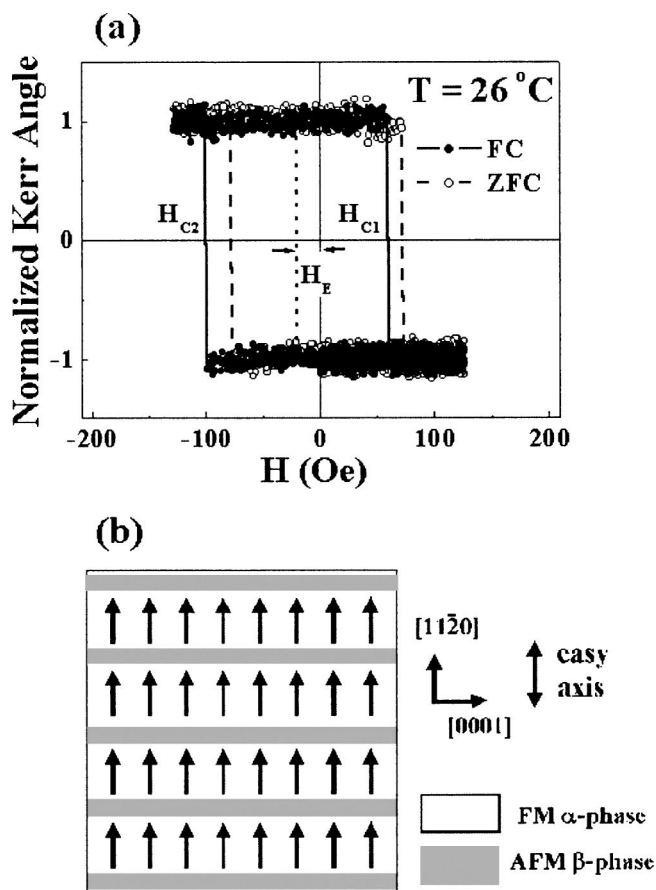 (a)
Normalized Kerr Angle
1
0
-1
T = 26 °C
FC
ZFC
H_C2
H_C1
H_E
-200 -100 0 100 200
H (Oe)
(b)
[112̄0]
[0001]
easy
axis
FM α-phase
AFM β-phase